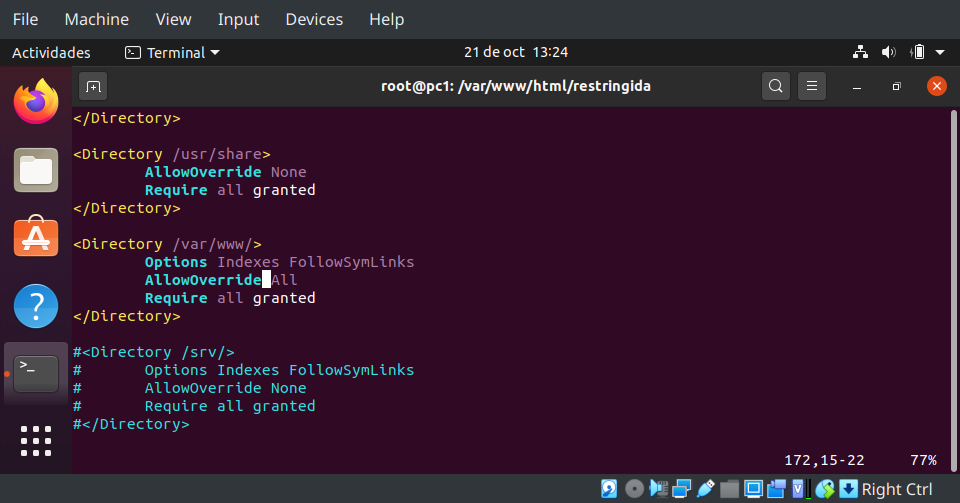 File Machine View Input Devices Help
Actividades Terminal 21 de oct 13:24
root@pc1: /var/www/html/restringida
</Directory>
<Directory /usr/share>
AllowOverride None
Require all granted
</Directory>
<Directory /var/www/>
Options Indexes FollowSymLinks
AllowOverride All
Require all granted
</Directory>
#<Directory /srv/>
# Options Indexes FollowSymLinks
# AllowOverride None
# Require all granted
#</Directory>
172,15-22 77%
Right Ctrl